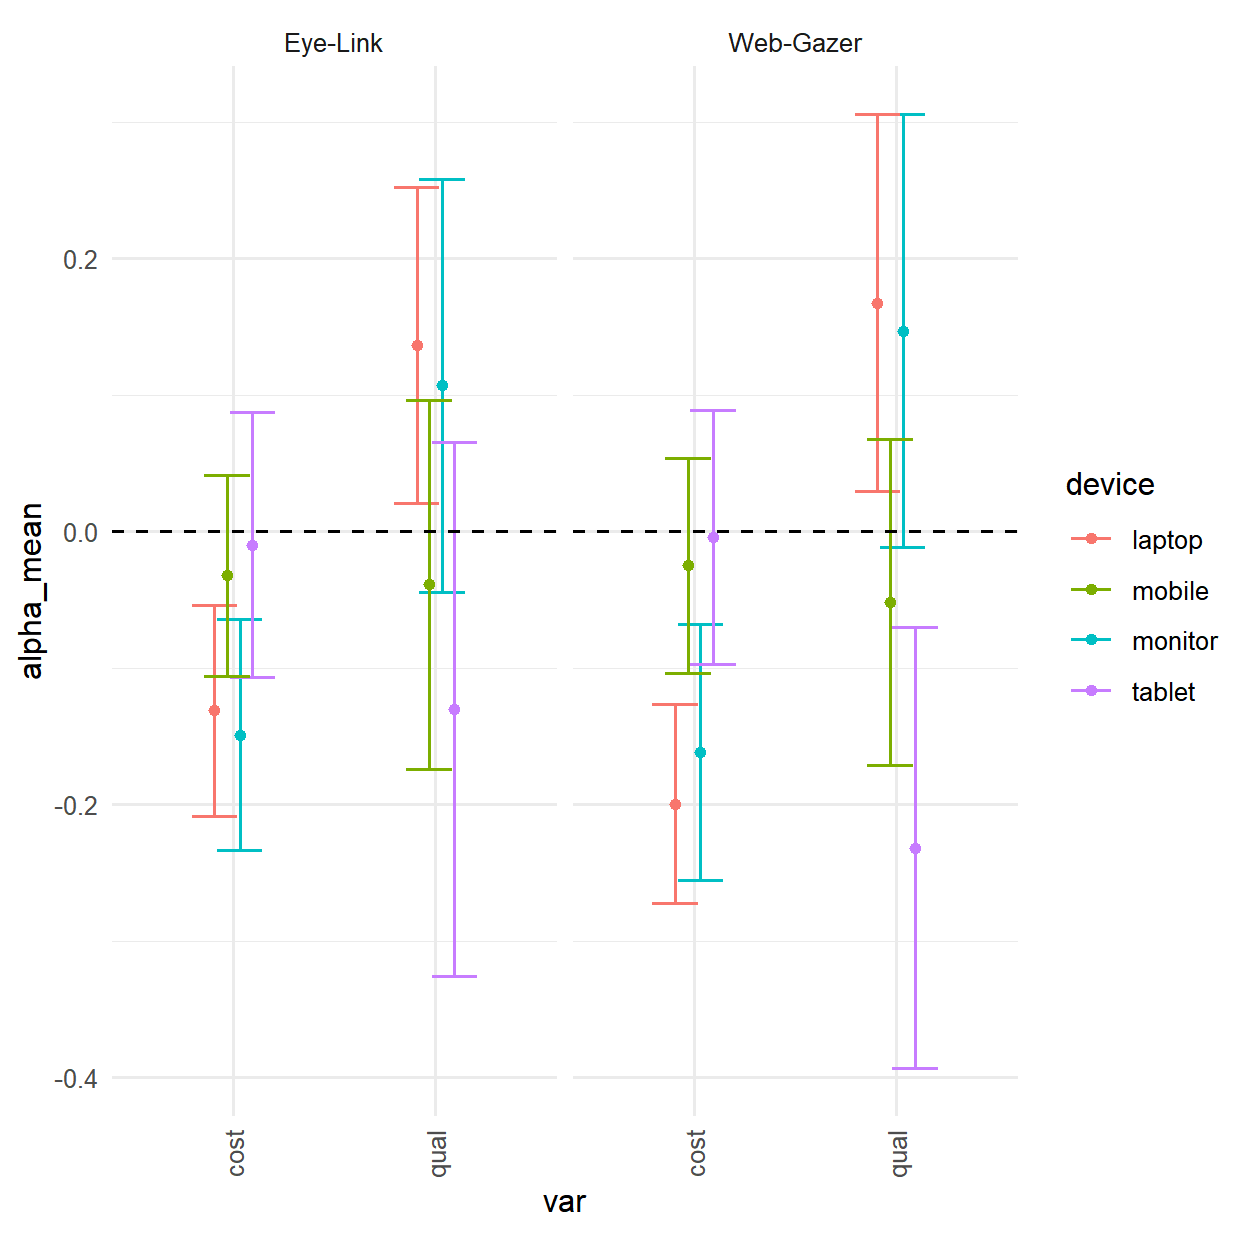 Eye-Link
Web-Gazer
0.2
0.0
-0.2
-0.4
alpha_mean
cost
qual
cost
qual
var
device
laptop
mobile
monitor
tablet